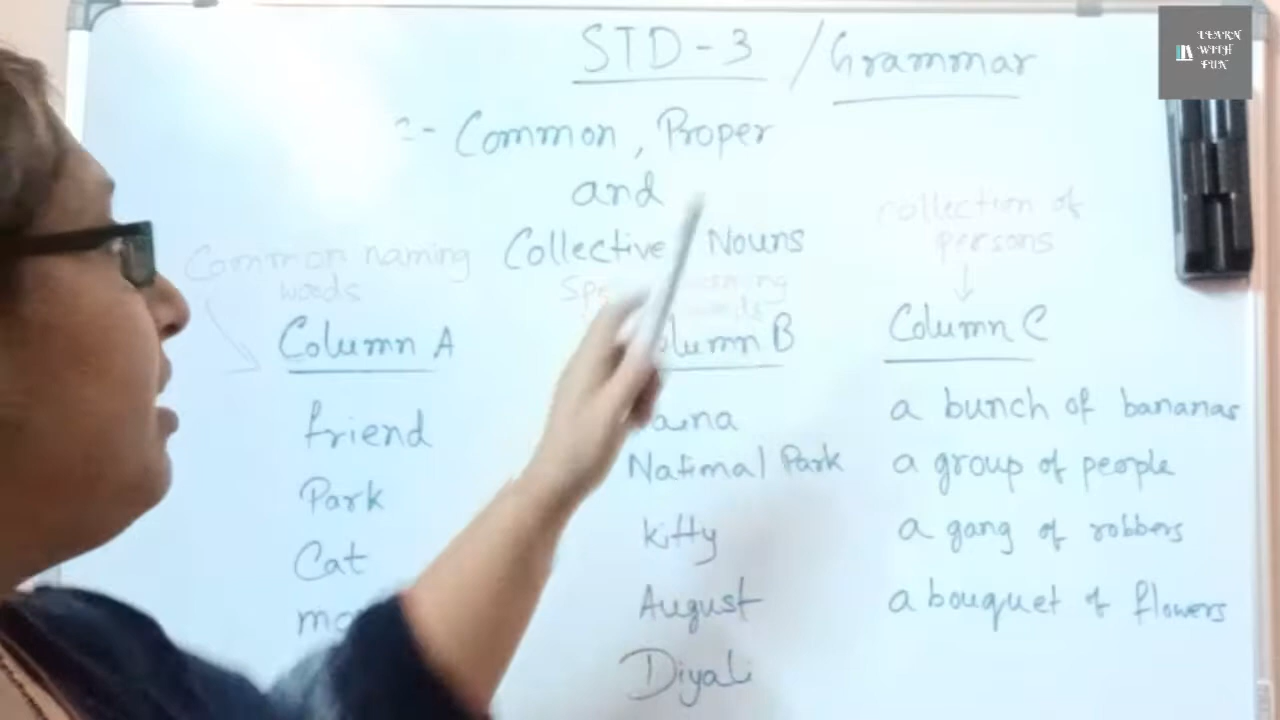 STD-3 / Grammar
LEARN
WITH
FUN
Common, Proper
and
Collective Nouns
Common naming
words
collection of
persons
Column A
Column B
Column C
friend
Park
Cat
National Park
Kitty
August
Diyali
a bunch of bananas
a group of people
a gang of robbers
a bouquet of flowers